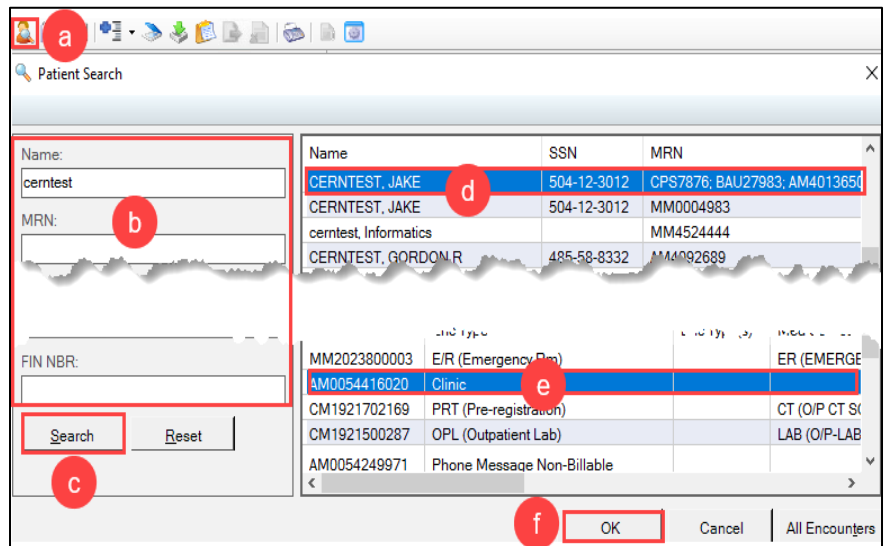 a
Patient Search
Name:
cerntest
MRN:
b
FIN NBR:
Search Reset
c
Name SSN MRN
CERNTEST, JAKE 504-12-3012 CPS7876; BAU27983; AM4013650
d
CERNTEST, JAKE 504-12-3012 MM0004983
cerntest, Informatics MM4524444
CERNTEST, GORDON R 485-58-8332 AM4092689
MM2023800003 E/R (Emergency Rm) ER (EMERGE
AM0054416020 Clinic
e
CM1921702169 PRT (Pre-registration) CT (O/P CT S
CM1921500287 OPL (Outpatient Lab) LAB (O/P-LAB
AM0054249971 Phone Message Non-Billable
f
OK Cancel All Encounters